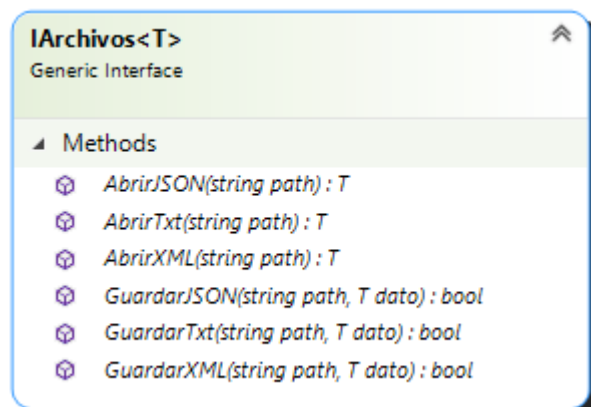 IArchivos<T>
Generic Interface
Methods
AbrirJSON(string path) : T
AbrirTxt(string path) : T
AbrirXML(string path) : T
GuardarJSON(string path, T dato) : bool
GuardarTxt(string path, T dato) : bool
GuardarXML(string path, T dato) : bool